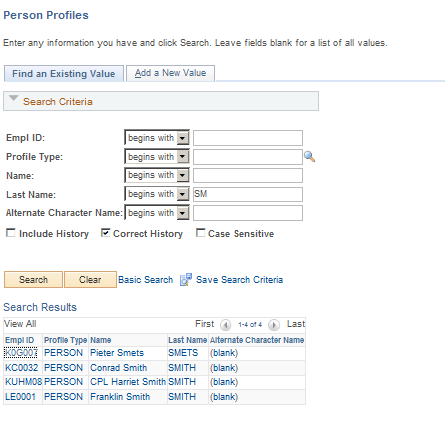 Person Profiles
Enter any information you have and click Search. Leave fields blank for a list of all values.
Find an Existing Value Add a New Value
Search Criteria
Empl ID: begins with
Profile Type: begins with
Name: begins with
Last Name: begins with SM
Alternate Character Name: begins with
Include History Correct History Case Sensitive
Search Clear Basic Search Save Search Criteria
Search Results
View All First 1-4 of 4 Last
Empl ID Profile Type Name Last Name Alternate Character Name
K0G007 PERSON Pieter Smets SMETS (blank)
KC0032 PERSON Conrad Smith SMITH (blank)
KUHM08 PERSON CPL Harriet Smith SMITH (blank)
LE0001 PERSON Franklin Smith SMITH (blank)